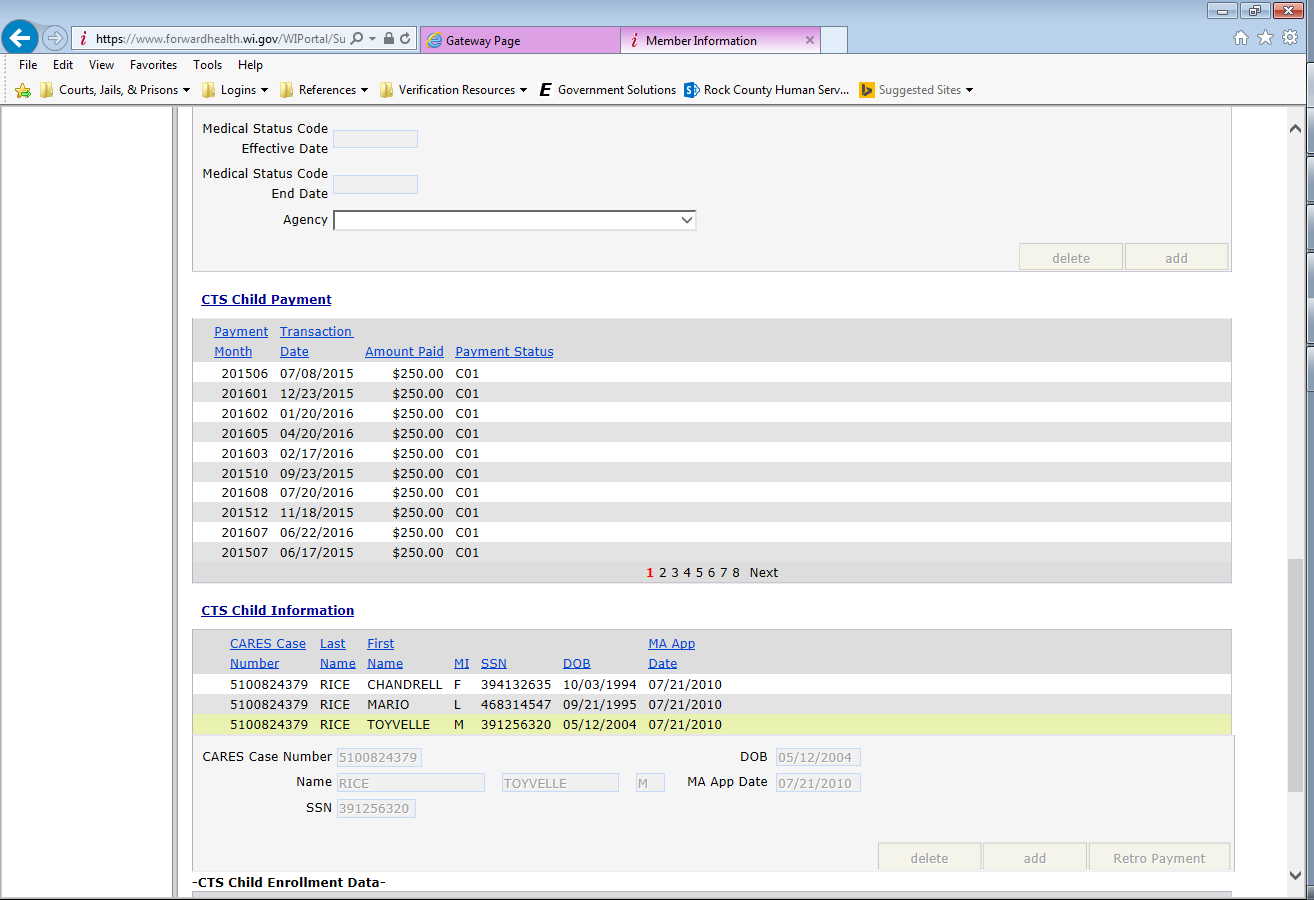 https://www.forwardhealth.wi.gov/WIPortal/Su
Gateway Page
Member Information
File Edit View Favorites Tools Help
Courts, Jails, & Prisons Logins References Verification Resources Government Solutions Rock County Human Serv... Suggested Sites
Medical Status Code
Effective Date
Medical Status Code
End Date
Agency
delete add
CTS Child Payment
Payment Transaction
Month Date Amount Paid Payment Status
201506 07/08/2015 $250.00 C01
201601 12/23/2015 $250.00 C01
201602 01/20/2016 $250.00 C01
201605 04/20/2016 $250.00 C01
201603 02/17/2016 $250.00 C01
201510 09/23/2015 $250.00 C01
201608 07/20/2016 $250.00 C01
201512 11/18/2015 $250.00 C01
201607 06/22/2016 $250.00 C01
201507 06/17/2015 $250.00 C01
1 2 3 4 5 6 7 8 Next
CTS Child Information
CARES Case Last First MA App
Number Name Name MI SSN DOB Date
5100824379 RICE CHANDRELL F 394132635 10/03/1994 07/21/2010
5100824379 RICE MARIO L 468314547 09/21/1995 07/21/2010
5100824379 RICE TOYVELLE M 391256320 05/12/2004 07/21/2010
CARES Case Number 5100824379 DOB 05/12/2004
Name RICE TOYVELLE M MA App Date 07/21/2010
SSN 391256320
delete add Retro Payment
-CTS Child Enrollment Data-